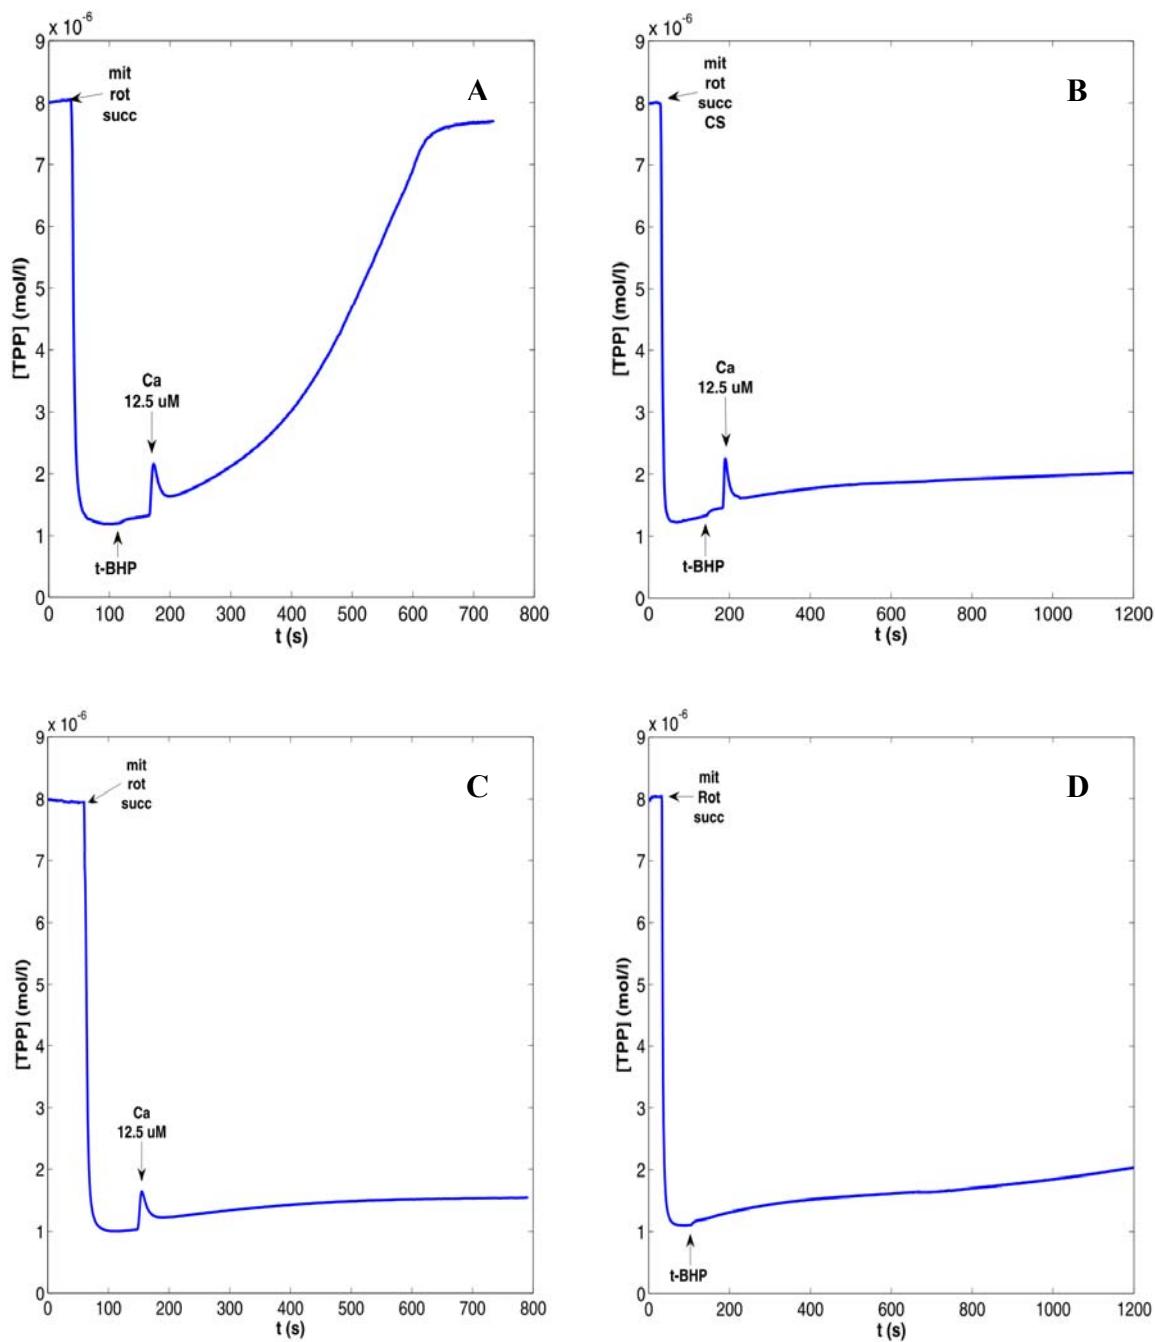 x 10-6
9
8
7
6
5
4
3
2
1
0
[TPP] (mol/l)
mit
rot
succ
A
Ca
12.5 uM
t-BHP
0 100 200 300 400 500 600 700 800
t (s)
x 10-6
9
8
7
6
5
4
3
2
1
0
[TPP] (mol/l)
mit
rot
succ
CS
B
Ca
12.5 uM
t-BHP
0 200 400 600 800 1000 1200
t (s)
x 10-6
9
8
7
6
5
4
3
2
1
0
[TPP] (mol/l)
mit
rot
succ
C
Ca
12.5 uM
0 100 200 300 400 500 600 700 800
t (s)
x 10-6
9
8
7
6
5
4
3
2
1
0
[TPP] (mol/l)
mit
Rot
succ
D
t-BHP
0 200 400 600 800 1000 1200
t (s)